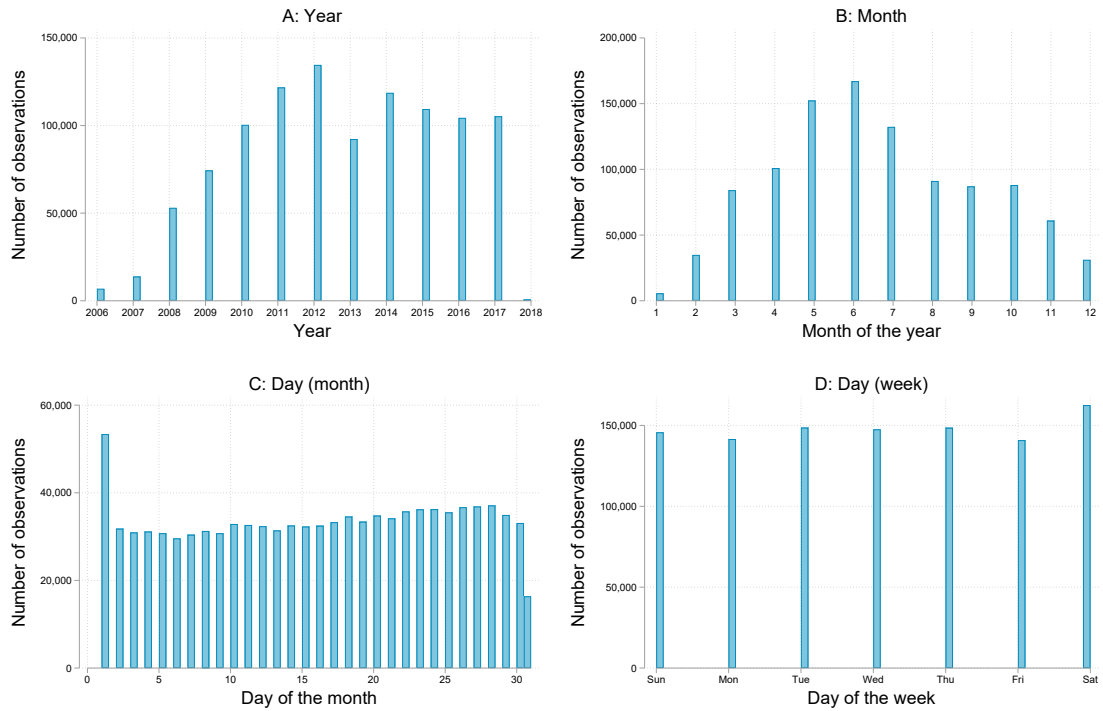 A: Year
Number of observations
150,000
100,000
50,000
0
2006 2007 2008 2009 2010 2011 2012 2013 2014 2015 2016 2017 2018
Year
B: Month
Number of observations
200,000
150,000
100,000
50,000
0
1 2 3 4 5 6 7 8 9 10 11 12
Month of the year
C: Day (month)
Number of observations
60,000
40,000
20,000
0
0 5 10 15 20 25 30
Day of the month
D: Day (week)
Number of observations
150,000
100,000
50,000
0
Sun Mon Tue Wed Thu Fri Sat
Day of the week